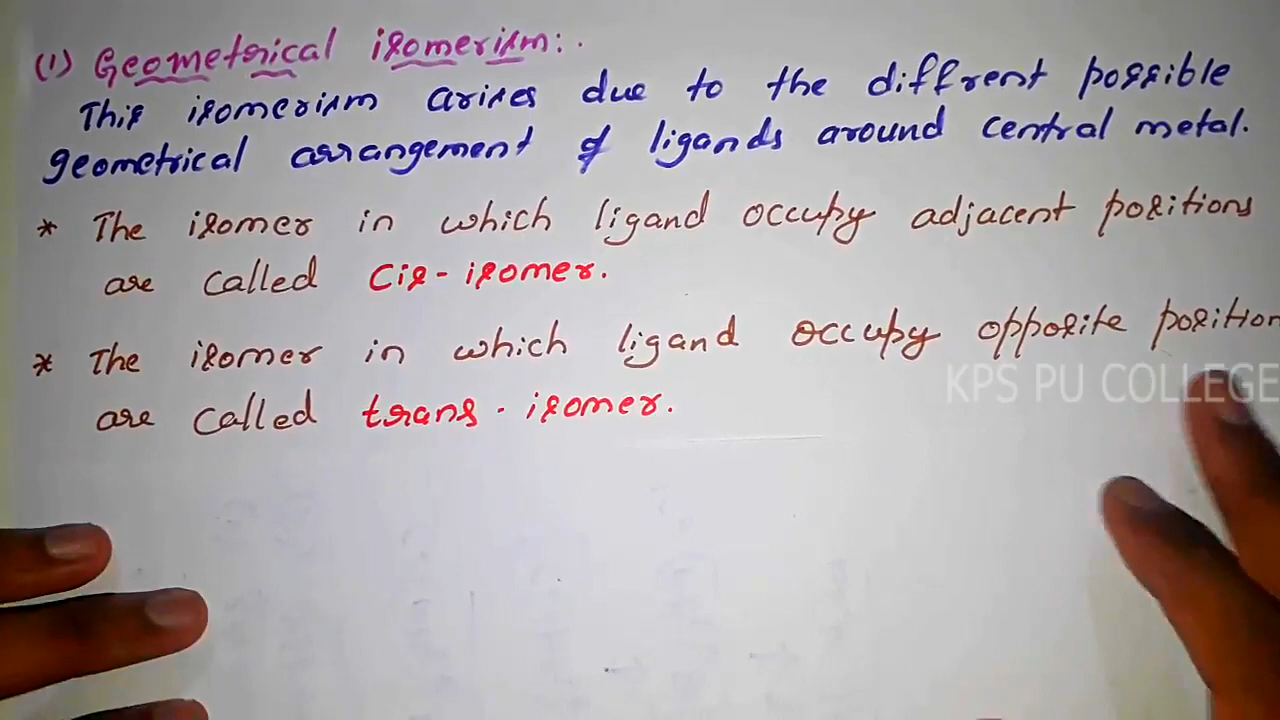 (1) Geometrical isomerism:.
This isomerism arises due to the diffrent possible
geometrical arrangement of ligands around central metal.
* The isomer in which ligand occupy adjacent positions
are called Cis-isomer.
* The isomer in which ligand occupy opposite position
are called trans-isomer.
KPS PU COLLEGE